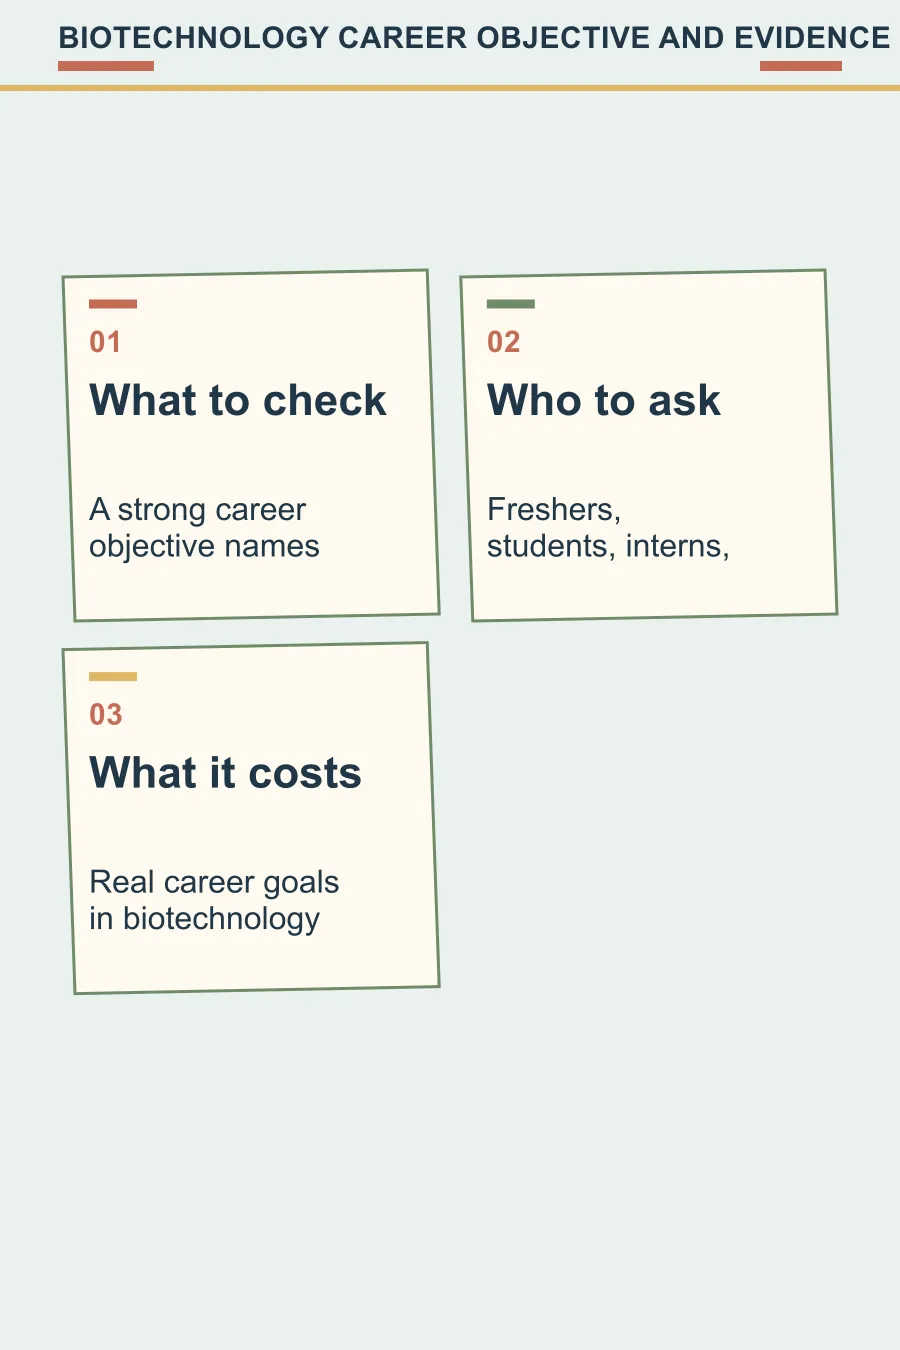 BIOTECHNOLOGY CAREER OBJECTIVE AND EVIDENCE
01
What to check
A strong career
objective names
02
Who to ask
Freshers,
students, interns,
03
What it costs
Real career goals
in biotechnology